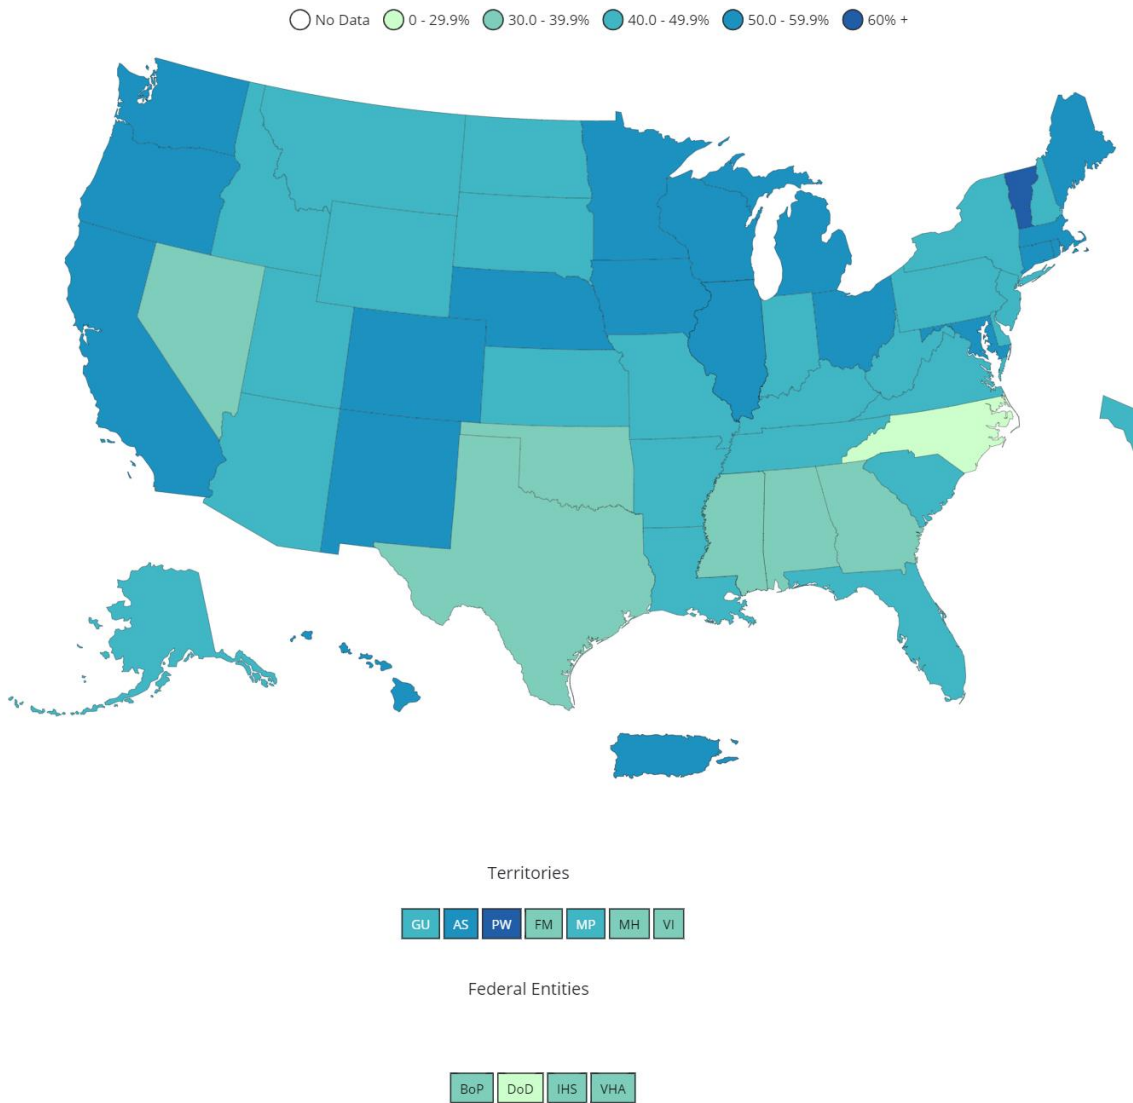 No Data 0 - 29.9% 30.0 - 39.9% 40.0 - 49.9% 50.0 - 59.9% 60% +
Territories
GU AS PW FM MP MH VI
Federal Entities
BoP DoD IHS VHA